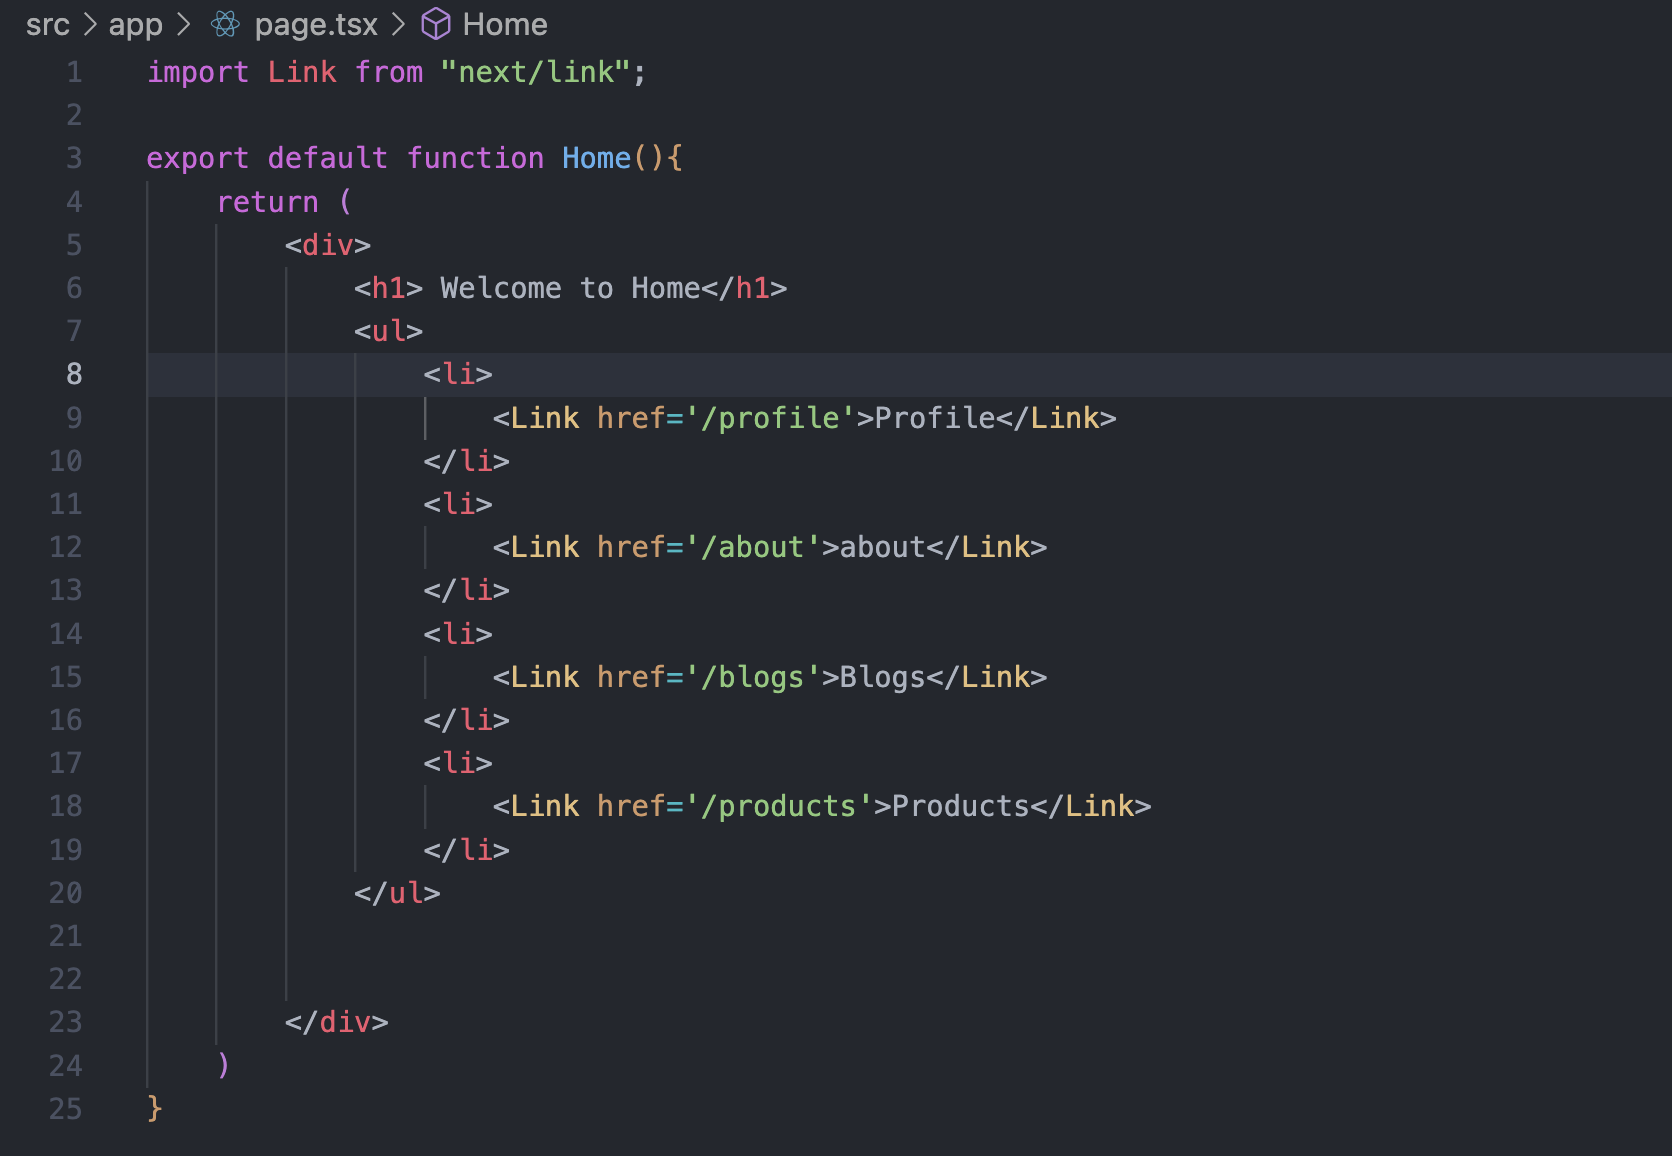 src > app > page.tsx > Home
1 import Link from "next/link";
2
3 export default function Home(){
4     return (
5         <div>
6             <h1> Welcome to Home</h1>
7             <ul>
8                 <li>
9                     <Link href='/profile'>Profile</Link>
10                 </li>
11                 <li>
12                     <Link href='/about'>about</Link>
13                 </li>
14                 <li>
15                     <Link href='/blogs'>Blogs</Link>
16                 </li>
17                 <li>
18                     <Link href='/products'>Products</Link>
19                 </li>
20             </ul>
21
22
23         </div>
24     )
25 }